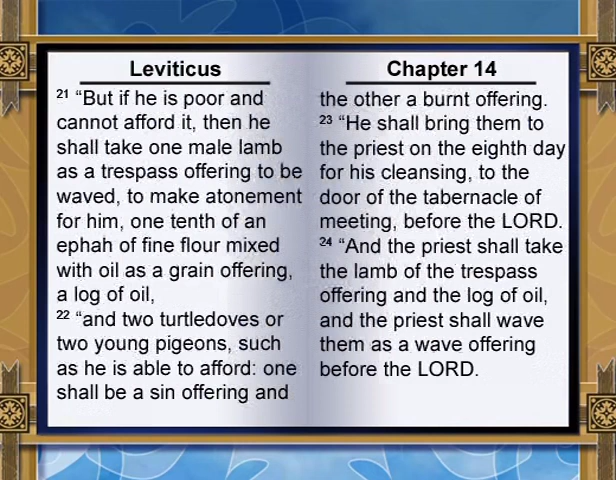 Leviticus
21 “But if he is poor and
cannot afford it, then he
shall take one male lamb
as a trespass offering to be
waved, to make atonement
for him, one tenth of an
ephah of fine flour mixed
with oil as a grain offering,
a log of oil,
22 “and two turtledoves or
two young pigeons, such
as he is able to afford: one
shall be a sin offering and
Chapter 14
the other a burnt offering.
23 “He shall bring them to
the priest on the eighth day
for his cleansing, to the
door of the tabernacle of
meeting, before the LORD.
24 “And the priest shall take
the lamb of the trespass
offering and the log of oil,
and the priest shall wave
them as a wave offering
before the LORD.